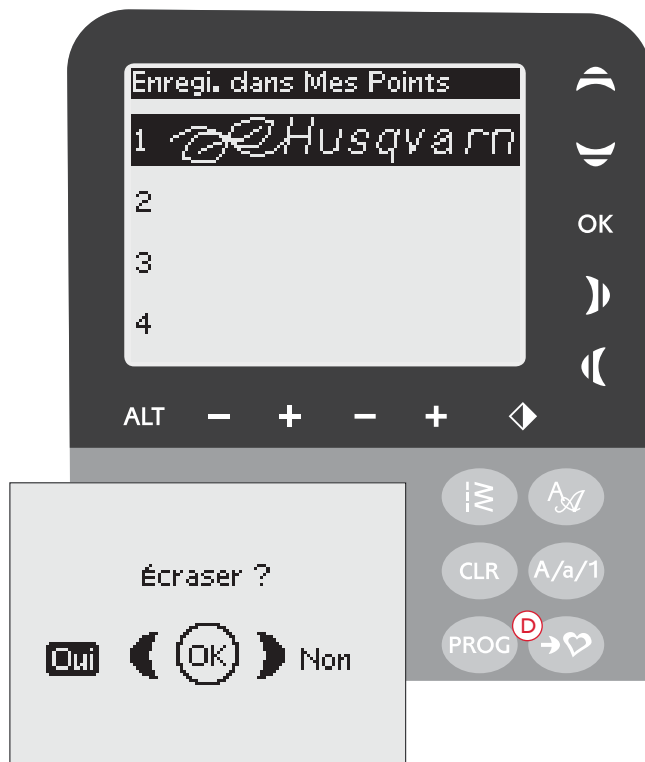 Enregi. dans Mes Points
1 Husqvarn
2
3
4
OK
ALT - + - +
A A
CLR A/a/1
PROG D
Écraser ?
Oui OK Non